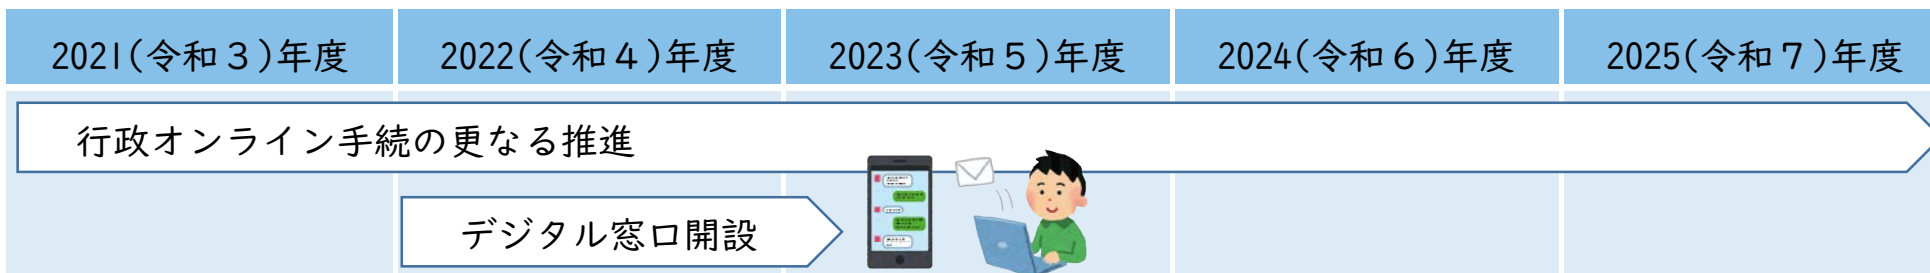 2021(令和３)年度 2022(令和４)年度 2023(令和５)年度 2024(令和６)年度 2025(令和７)年度
行政オンライン手続の更なる推進
デジタル窓口開設